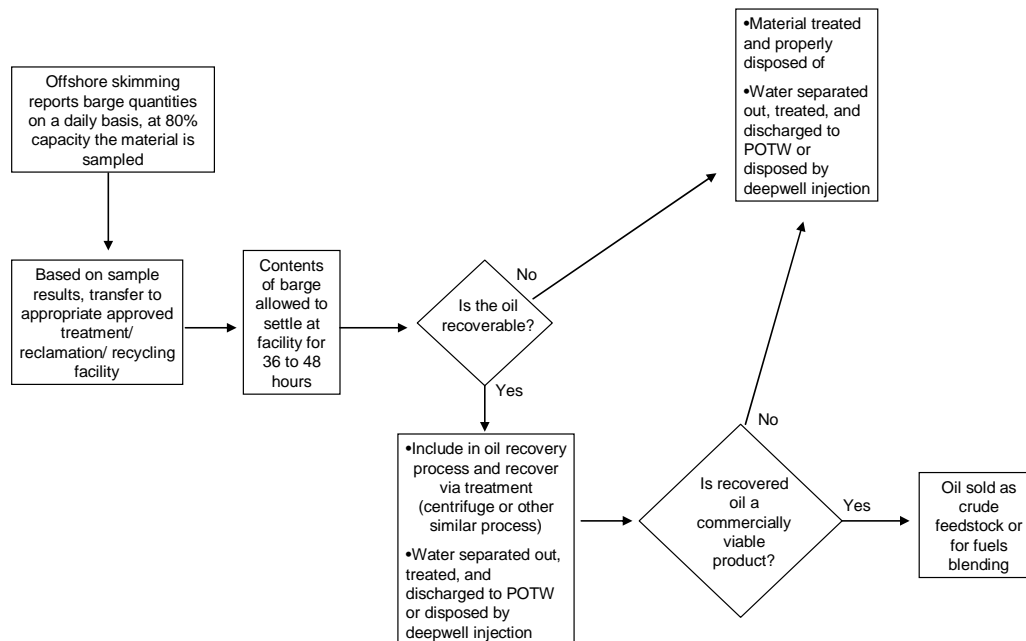 Offshore skimming
reports barge quantities
on a daily basis, at 80%
capacity the material is
sampled
Based on sample
results, transfer to
appropriate approved
treatment/
reclamation/ recycling
facility
Contents
of barge
allowed to
settle at
facility for
36 to 48
hours
Is the oil
recoverable?
No
•Material treated
and properly
disposed of
•Water separated
out, treated, and
discharged to
POTW or
disposed by
deepwell injection
Yes
•Include in oil recovery
process and recover
via treatment
(centrifuge or other
similar process)
•Water separated out,
treated, and
discharged to POTW
or disposed by
deepwell injection
Is recovered
oil a
commercially
viable
product?
No
Yes
Oil sold as
crude
feedstock or
for fuels
blending